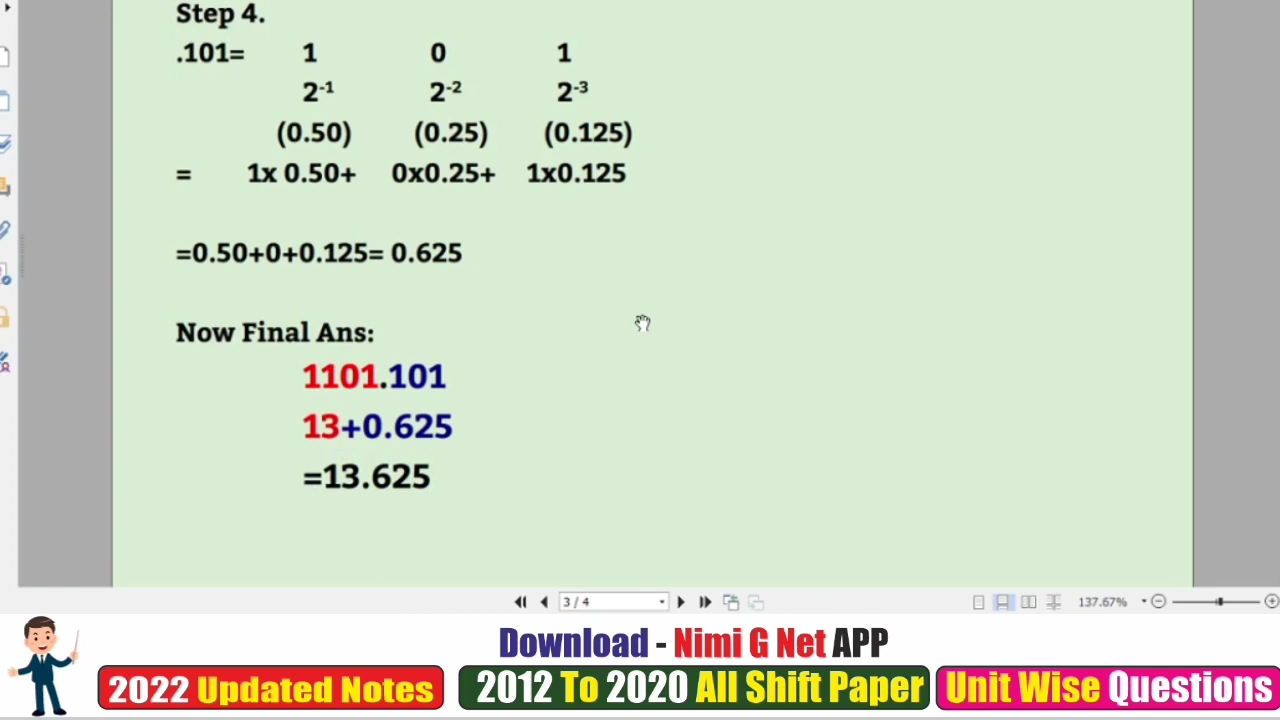 Step 4.
.101= 1 0 1
2⁻¹ 2⁻² 2⁻³
(0.50) (0.25) (0.125)
= 1x 0.50+ 0x0.25+ 1x0.125
=0.50+0+0.125= 0.625
Now Final Ans:
1101.101
13+0.625
=13.625
3 / 4
137.67%
Download - Nimi G Net APP
2022 Updated Notes
2012 To 2020 All Shift Paper
Unit Wise Questions